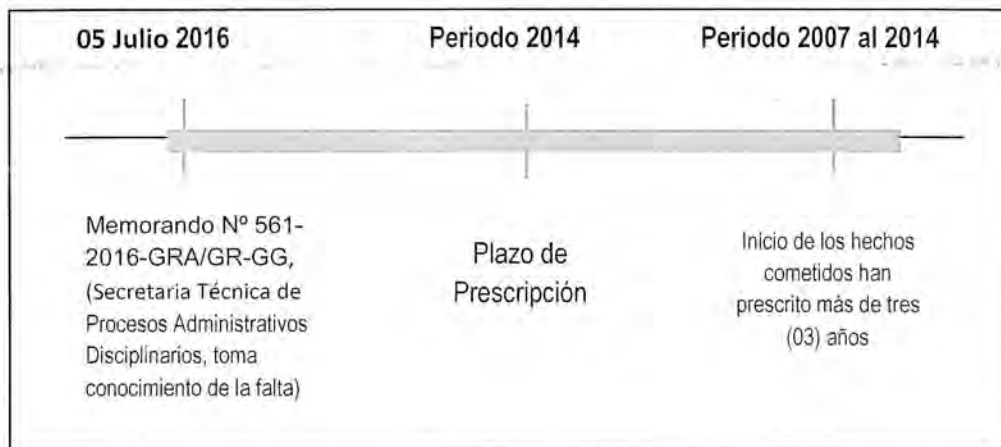 05 Julio 2016
Periodo 2014
Periodo 2007 al 2014
Memorando Nº 561-
2016-GRA/GR-GG,
(Secretaria Técnica de
Procesos Administrativos
Disciplinarios, toma
conocimiento de la falta)
Plazo de
Prescripción
Inicio de los hechos
cometidos han
prescrito más de tres
(03) años